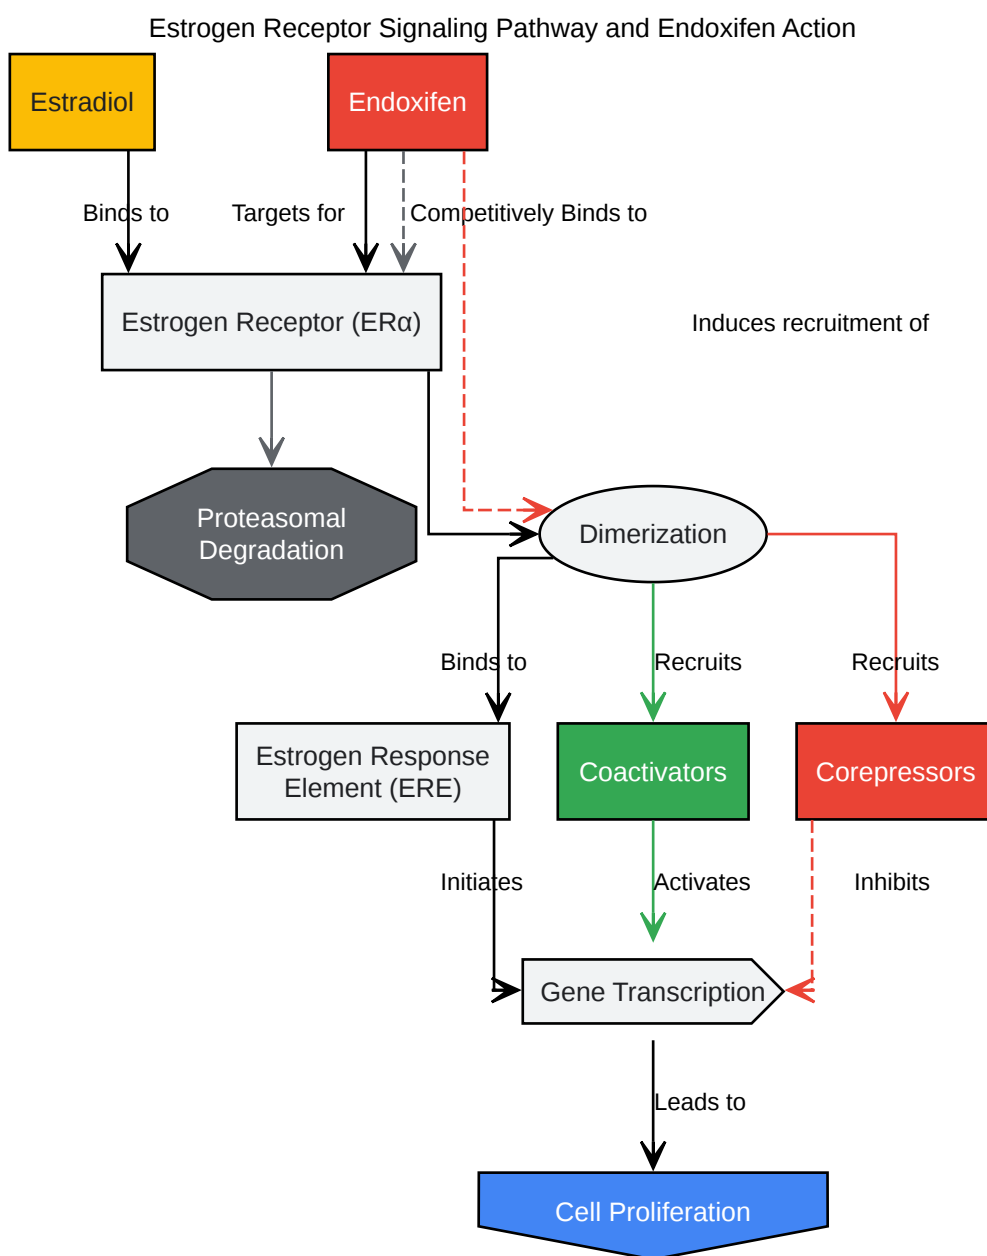 Estrogen Receptor Signaling Pathway and Endoxifen Action
Estradiol
Endoxifen
Binds to
Targets for
Competitively Binds to
Estrogen Receptor (ERα)
Induces recruitment of
Proteasomal
Degradation
Dimerization
Binds to
Recruits
Recruits
Estrogen Response
Element (ERE)
Coactivators
Corepressors
Initiates
Activates
Inhibits
Gene Transcription
Leads to
Cell Proliferation